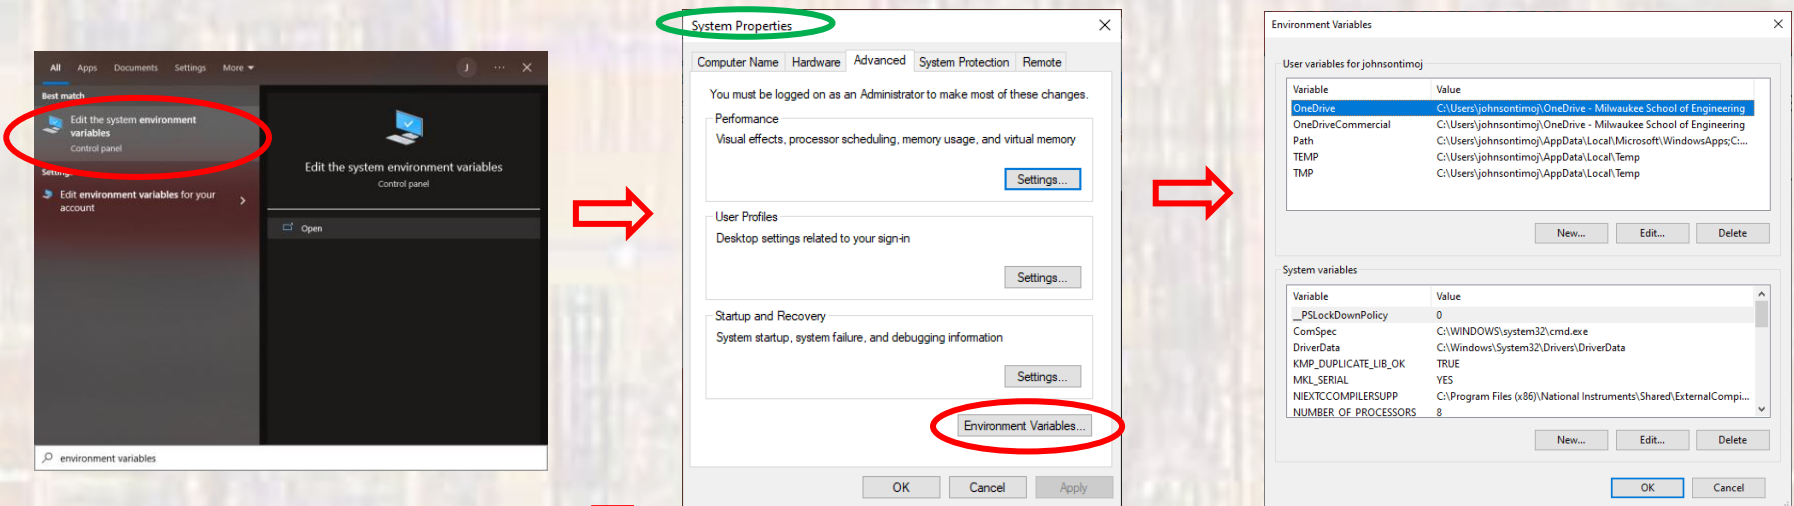 All Apps Documents Settings More
J
Best match
Edit the system environment
variables
Control panel
Edit environment variables for your
account
Edit the system environment variables
Control panel
Open
environment variables
System Properties
Computer Name Hardware Advanced System Protection Remote
You must be logged on as an Administrator to make most of these changes.
Performance
Visual effects, processor scheduling, memory usage, and virtual memory
Settings...
User Profiles
Desktop settings related to your sign-in
Settings...
Startup and Recovery
System startup, system failure, and debugging information
Settings...
Environment Variables...
OK Cancel Apply
Environment Variables
User variables for johnsontimoj
Variable Value
OneDrive C:\Users\johnsontimoj\OneDrive - Milwaukee School of Engineering
OneDriveCommercial C:\Users\johnsontimoj\OneDrive - Milwaukee School of Engineering
Path C:\Users\johnsontimoj\AppData\Local\Microsoft\WindowsApps;C:...
TEMP C:\Users\johnsontimoj\AppData\Local\Temp
TMP C:\Users\johnsontimoj\AppData\Local\Temp
New... Edit... Delete
System variables
Variable Value
__PSLockDownPolicy 0
ComSpec C:\WINDOWS\system32\cmd.exe
DriverData C:\Windows\System32\Drivers\DriverData
KMP_DUPLICATE_LIB_OK TRUE
MKL_SERIAL YES
NIEXTCCOMPILERSUPP C:\Program Files (x86)\National Instruments\Shared\ExternalCompi...
NUMBER OF PROCESSORS 8
New... Edit... Delete
OK Cancel